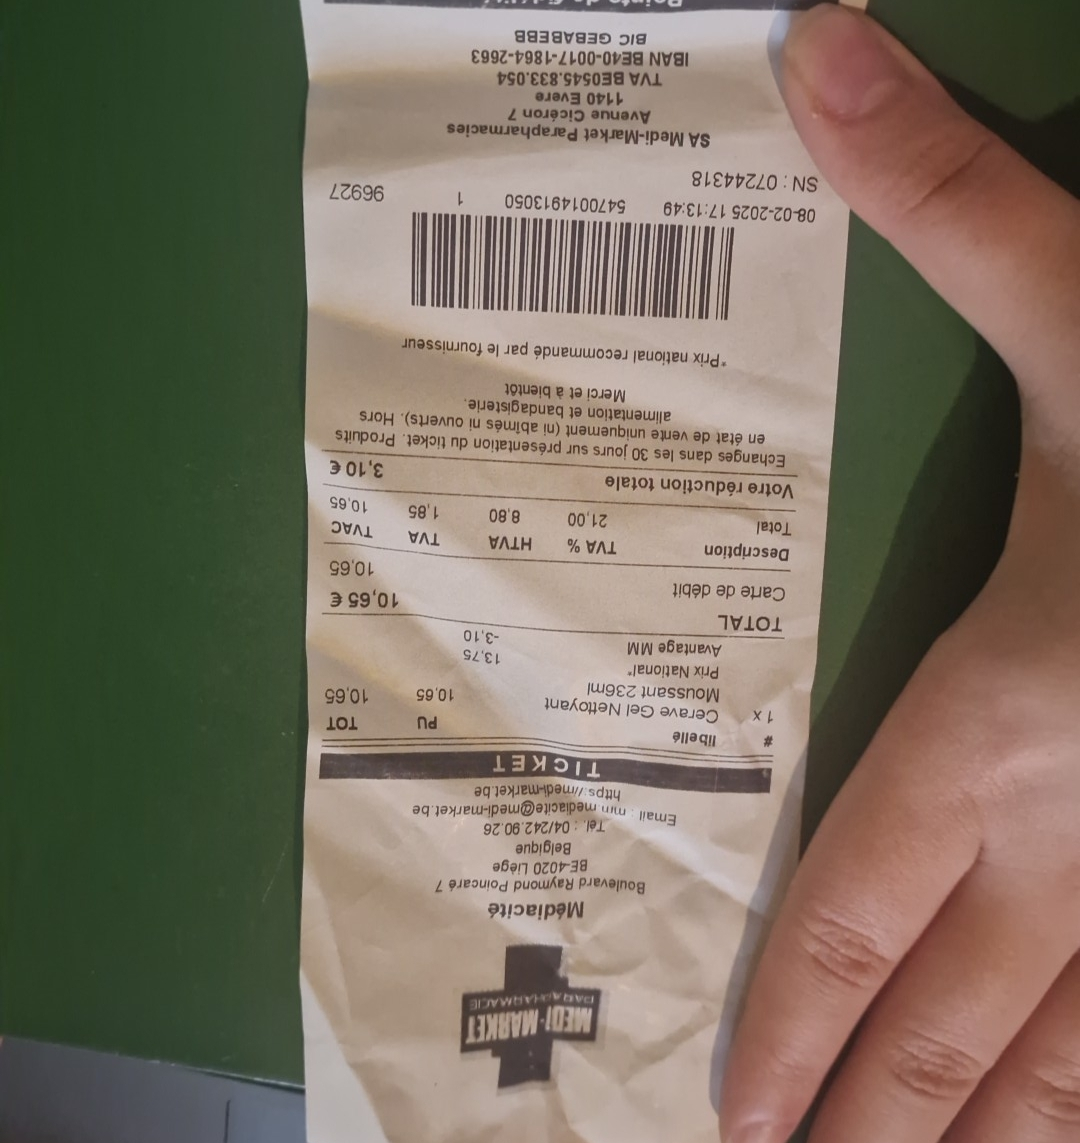 MEDI-MARKET
PARAPHARMACIE
Médiacité
Boulevard Raymond Poincaré 7
BE-4020 Liège
Belgique
Tél. : 04/242.90.26
Email : mm.mediacite@medi-market.be
https://medi-market.be
TICKET
# libellé PU TOT
1 x Cerave Gel Nettoyant
Moussant 236ml 10,65 10,65
Prix National* 13,75
Avantage MM -3,10
TOTAL 10,65 €
Carte de débit 10,65
Description TVA % HTVA TVA TVAC
Total 21,00 8,80 1,85 10,65
Votre réduction totale 3,10 €
Echanges dans les 30 jours sur présentation du ticket. Produits
en état de vente uniquement (ni abîmés ni ouverts). Hors
alimentation et bandagisterie.
Merci et à bientôt
*Prix national recommandé par le fournisseur
08-02-2025 17:13:49 5470014913050 1 96927
SN : 07244318
SA Medi-Market Parapharmacies
Avenue Cicéron 7
1140 Evere
TVA BE0545.833.054
IBAN BE40-0017-1864-2663
BIC GEBABEBB